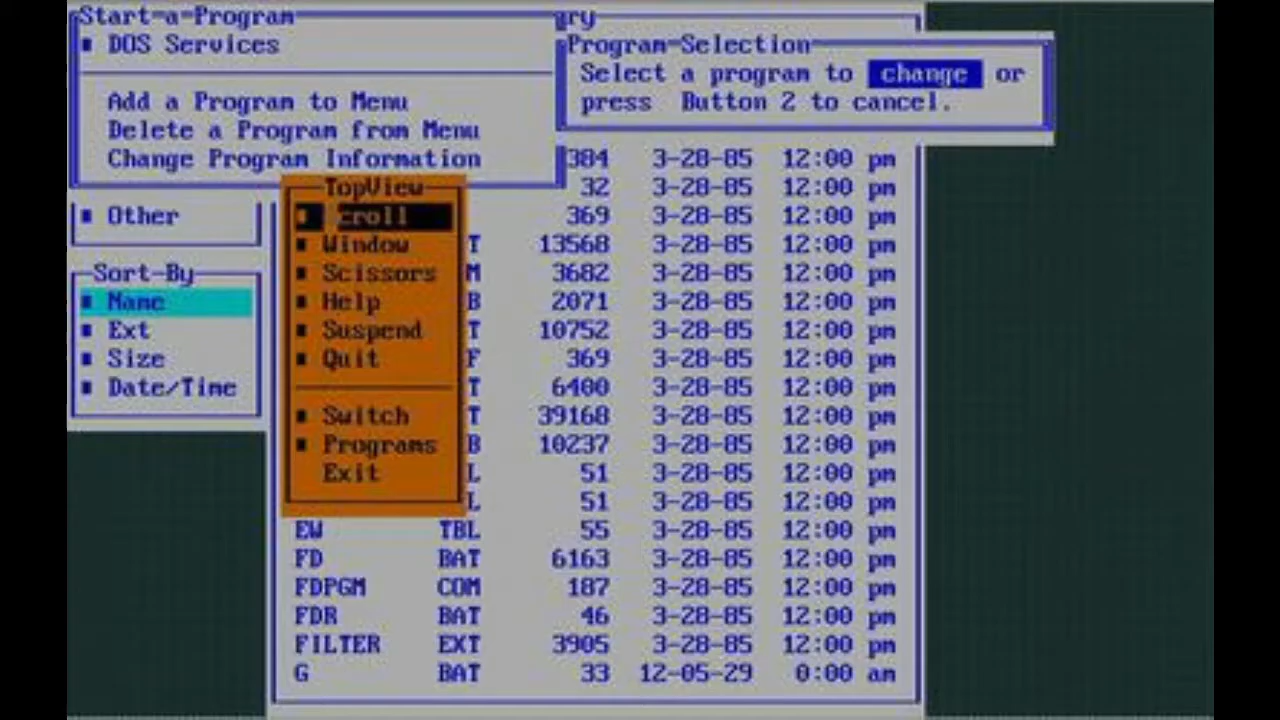 Start-a-Program
DOS Services
Add a Program to Menu
Delete a Program from Menu
Change Program Information
ry
Program-Selection
Select a program to change or
press Button 2 to cancel.
Other
Sort-By
Name
Ext
Size
Date/Time
TopView
croll
Window
Scissors
Help
Suspend
Quit
Switch
Programs
Exit
384 3-28-85 12:00 pm
32 3-28-85 12:00 pm
369 3-28-85 12:00 pm
T 13568 3-28-85 12:00 pm
M 3682 3-28-85 12:00 pm
B 2071 3-28-85 12:00 pm
T 10752 3-28-85 12:00 pm
F 369 3-28-85 12:00 pm
T 6400 3-28-85 12:00 pm
T 39168 3-28-85 12:00 pm
B 10237 3-28-85 12:00 pm
L 51 3-28-85 12:00 pm
L 51 3-28-85 12:00 pm
EW TBL 55 3-28-85 12:00 pm
FD BAT 6163 3-28-85 12:00 pm
FDPGM COM 187 3-28-85 12:00 pm
FDR BAT 46 3-28-85 12:00 pm
FILTER EXT 3905 3-28-85 12:00 pm
G BAT 33 12-05-29 0:00 am